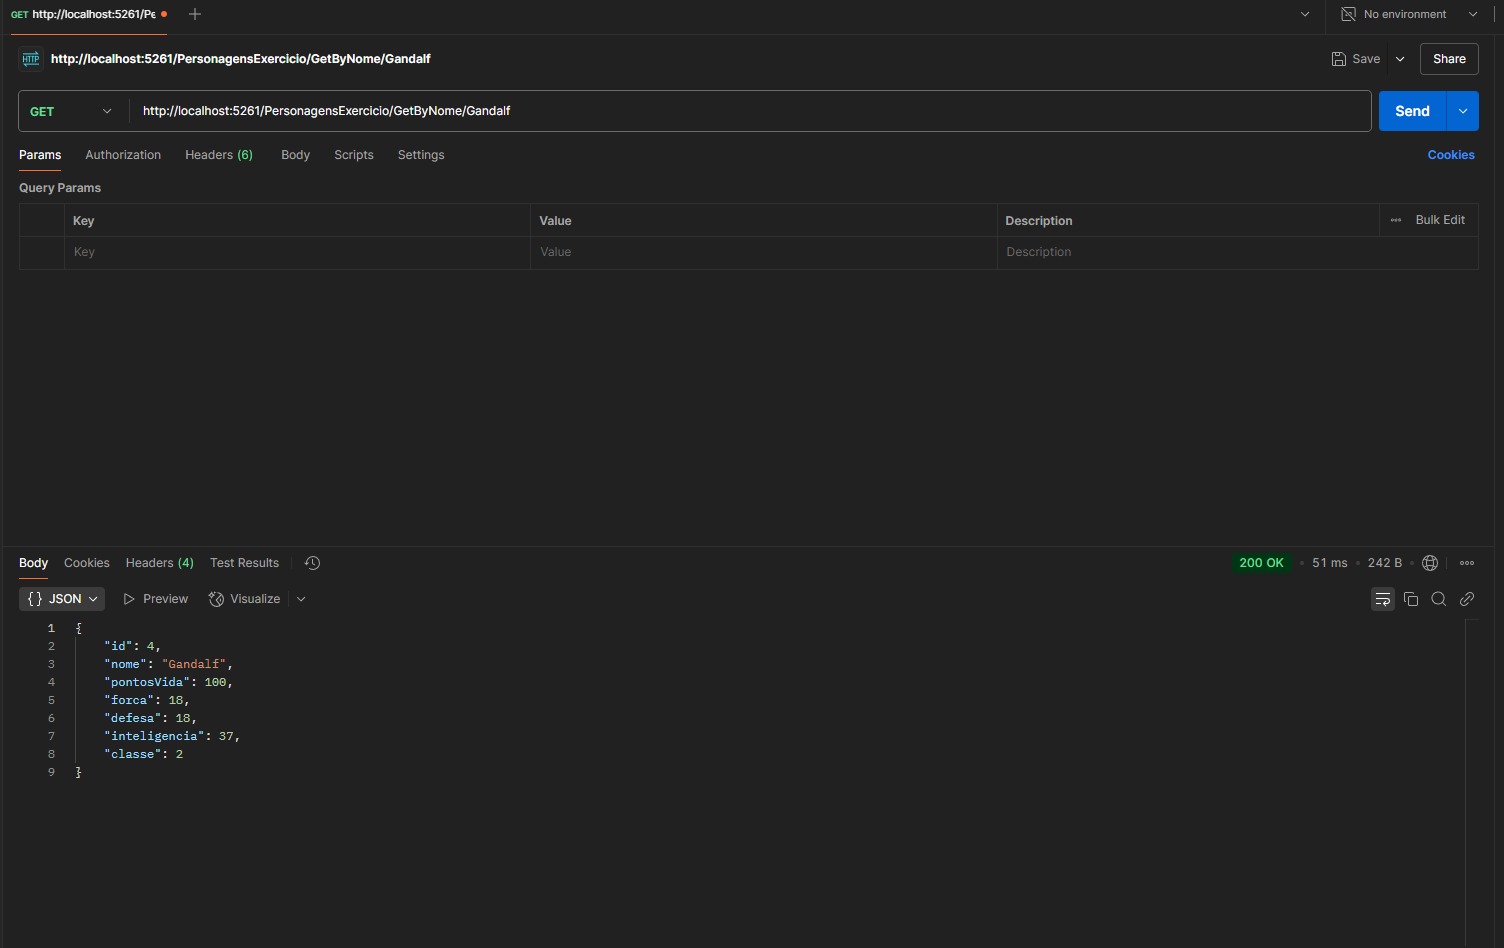 GET http://localhost:5261/Pe
No environment
HTTP http://localhost:5261/PersonagensExercicio/GetByNome/Gandalf
Save
Share
GET http://localhost:5261/PersonagensExercicio/GetByNome/Gandalf
Send
Params Authorization Headers (6) Body Scripts Settings
Cookies
Query Params
Key Value Description
Bulk Edit
Key Value Description
Body Cookies Headers (4) Test Results
200 OK • 51 ms • 242 B
{} JSON Preview Visualize
1 {
2 "id": 4,
3 "nome": "Gandalf",
4 "pontosVida": 100,
5 "forca": 18,
6 "defesa": 18,
7 "inteligencia": 37,
8 "classe": 2
9 }